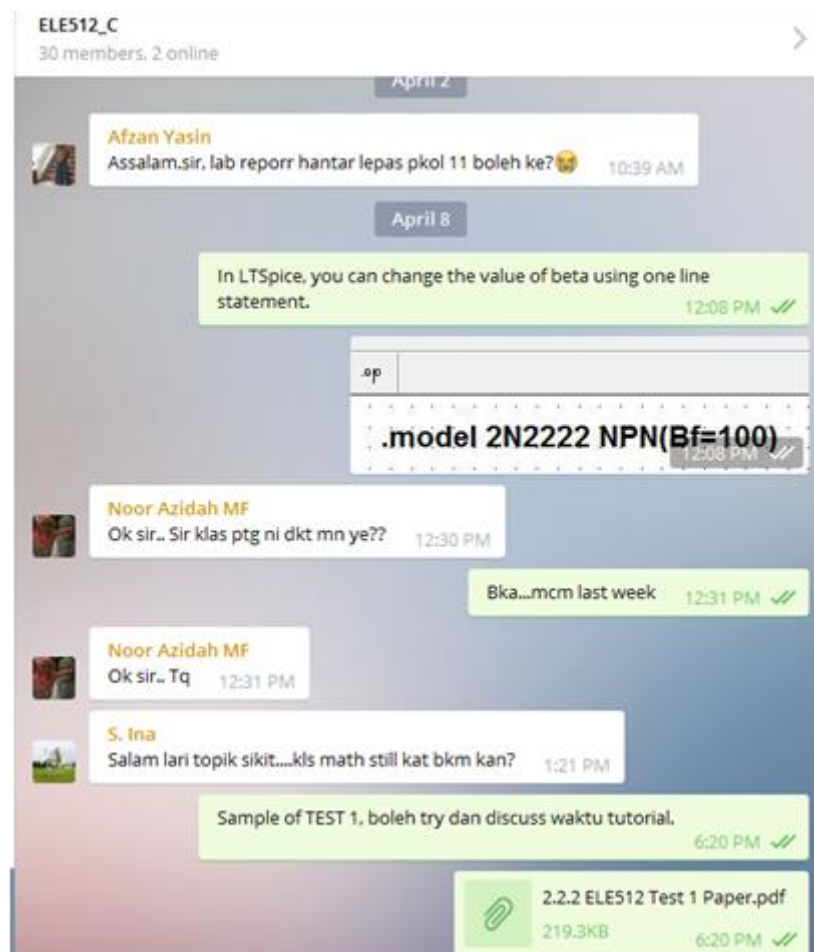 ELE512_C
30 members, 2 online
April 2
Afzan Yasin
Assalam.sir, lab reporr hantar lepas pkol 11 boleh ke?😭 10:39 AM
April 8
In LTSpice, you can change the value of beta using one line
statement.
12:08 PM
.op
.model 2N2222 NPN(Bf=100)
12:08 PM
Noor Azidah MF
Ok sir.. Sir klas ptg ni dkt mn ye?? 12:30 PM
Bka...mcm last week 12:31 PM
Noor Azidah MF
Ok sir.. Tq 12:31 PM
S. Ina
Salam lari topik sikit....kls math still kat bkm kan? 1:21 PM
Sample of TEST 1, boleh try dan discuss waktu tutorial.
6:20 PM
2.2.2 ELE512 Test 1 Paper.pdf
219.3KB 6:20 PM